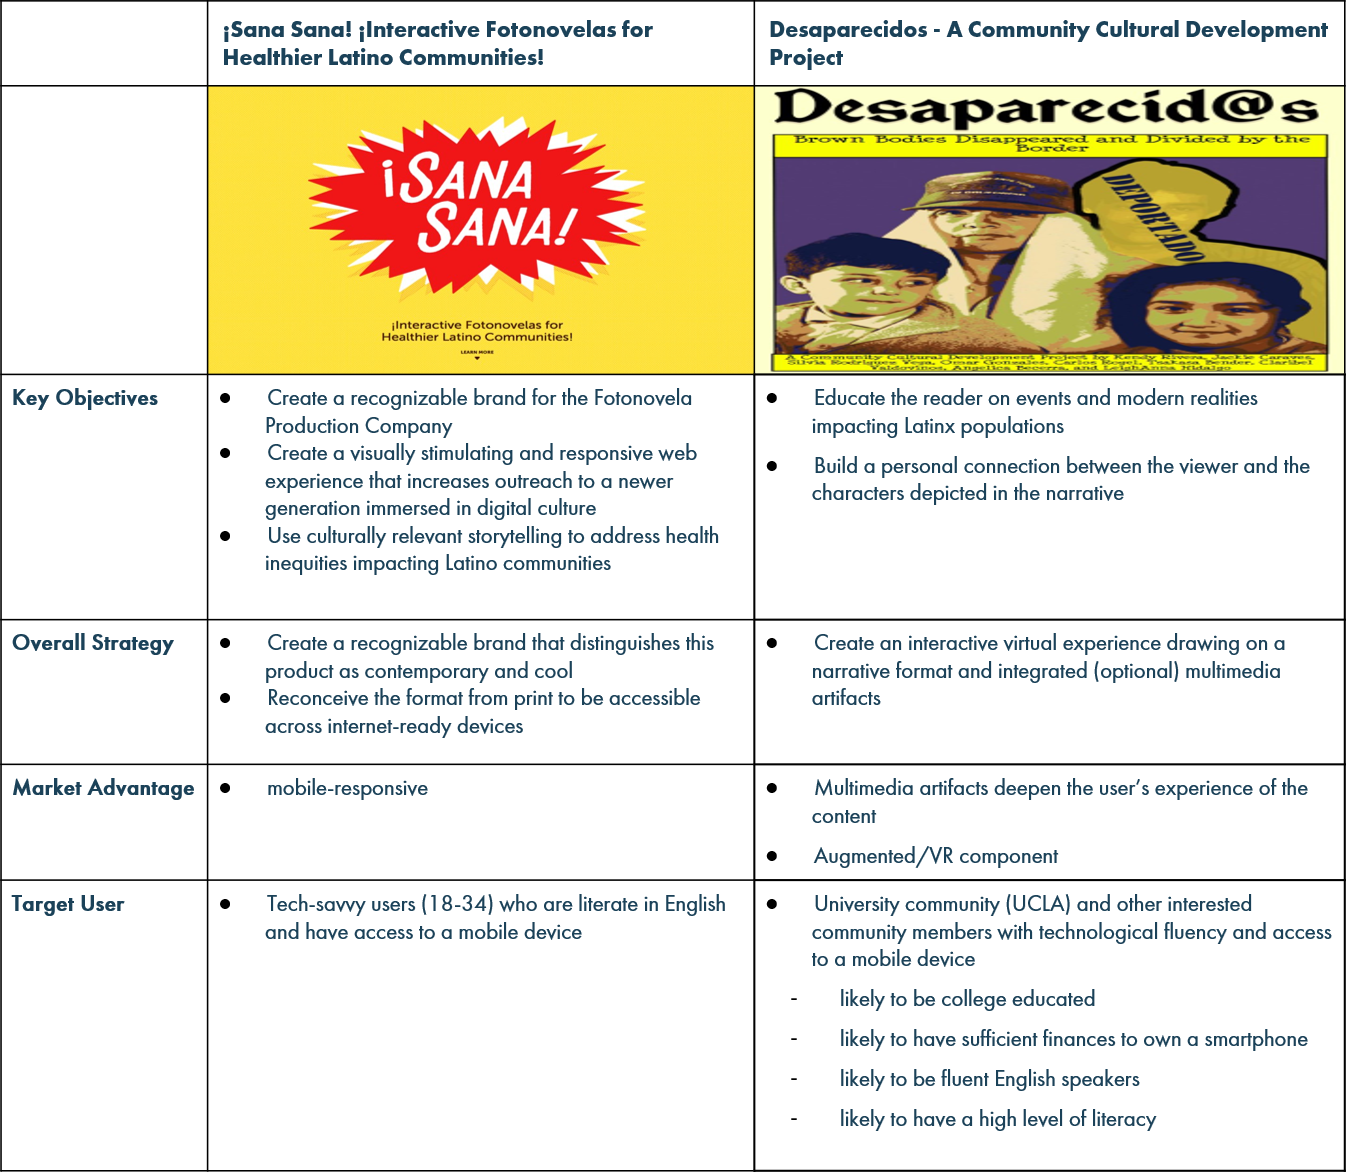 ¡Sana Sana! ¡Interactive Fotonovelas for
Healthier Latino Communities!
Desaparecidos - A Community Cultural Development
Project
¡SANA
SANA!
¡Interactive Fotonovelas for
Healthier Latino Communities!
LEARN MORE
Desaparecid@s
Brown Bodies Disappeared and Divided by the
Border
DEPORTADO
A Community Cultural Development Project by Kendy Rivera, Jackie Caraves,
Silvia Rodriguez Vega, Omar Gonzales, Carlos Rogel, Bender, Claribel
Valdovinos, Angelica Becerra, and LeighAnna Hidalgo
Key Objectives
● Create a recognizable brand for the Fotonovela
Production Company
● Create a visually stimulating and responsive web
experience that increases outreach to a newer
generation immersed in digital culture
● Use culturally relevant storytelling to address health
inequities impacting Latino communities
● Educate the reader on events and modern realities
impacting Latinx populations
● Build a personal connection between the viewer and the
characters depicted in the narrative
Overall Strategy
● Create a recognizable brand that distinguishes this
product as contemporary and cool
● Reconceive the format from print to be accessible
across internet-ready devices
● Create an interactive virtual experience drawing on a
narrative format and integrated (optional) multimedia
artifacts
Market Advantage
● mobile-responsive
● Multimedia artifacts deepen the user’s experience of the
content
● Augmented/VR component
Target User
● Tech-savvy users (18-34) who are literate in English
and have access to a mobile device
● University community (UCLA) and other interested
community members with technological fluency and access
to a mobile device
- likely to be college educated
- likely to have sufficient finances to own a smartphone
- likely to be fluent English speakers
- likely to have a high level of literacy